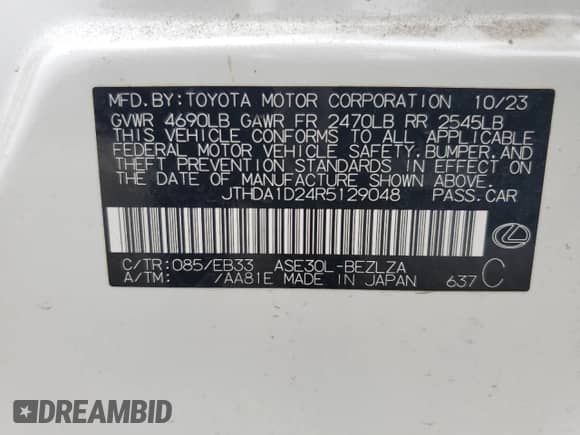 MFD. BY: TOYOTA MOTOR CORPORATION 10/23
GVWR 4690LB GAWR FR 2470LB RR 2545LB
THIS VEHICLE CONFORMS TO ALL APPLICABLE
FEDERAL MOTOR VEHICLE SAFETY, BUMPER, AND
THEFT PREVENTION STANDARDS IN EFFECT ON
THE DATE OF MANUFACTURE SHOWN ABOVE.
JTHDA1D24R5129048 PASS. CAR
C/TR: 085/EB33 ASE30L-BEZLZA
A/TM: /AA81E MADE IN JAPAN 637 C
DREAMBID